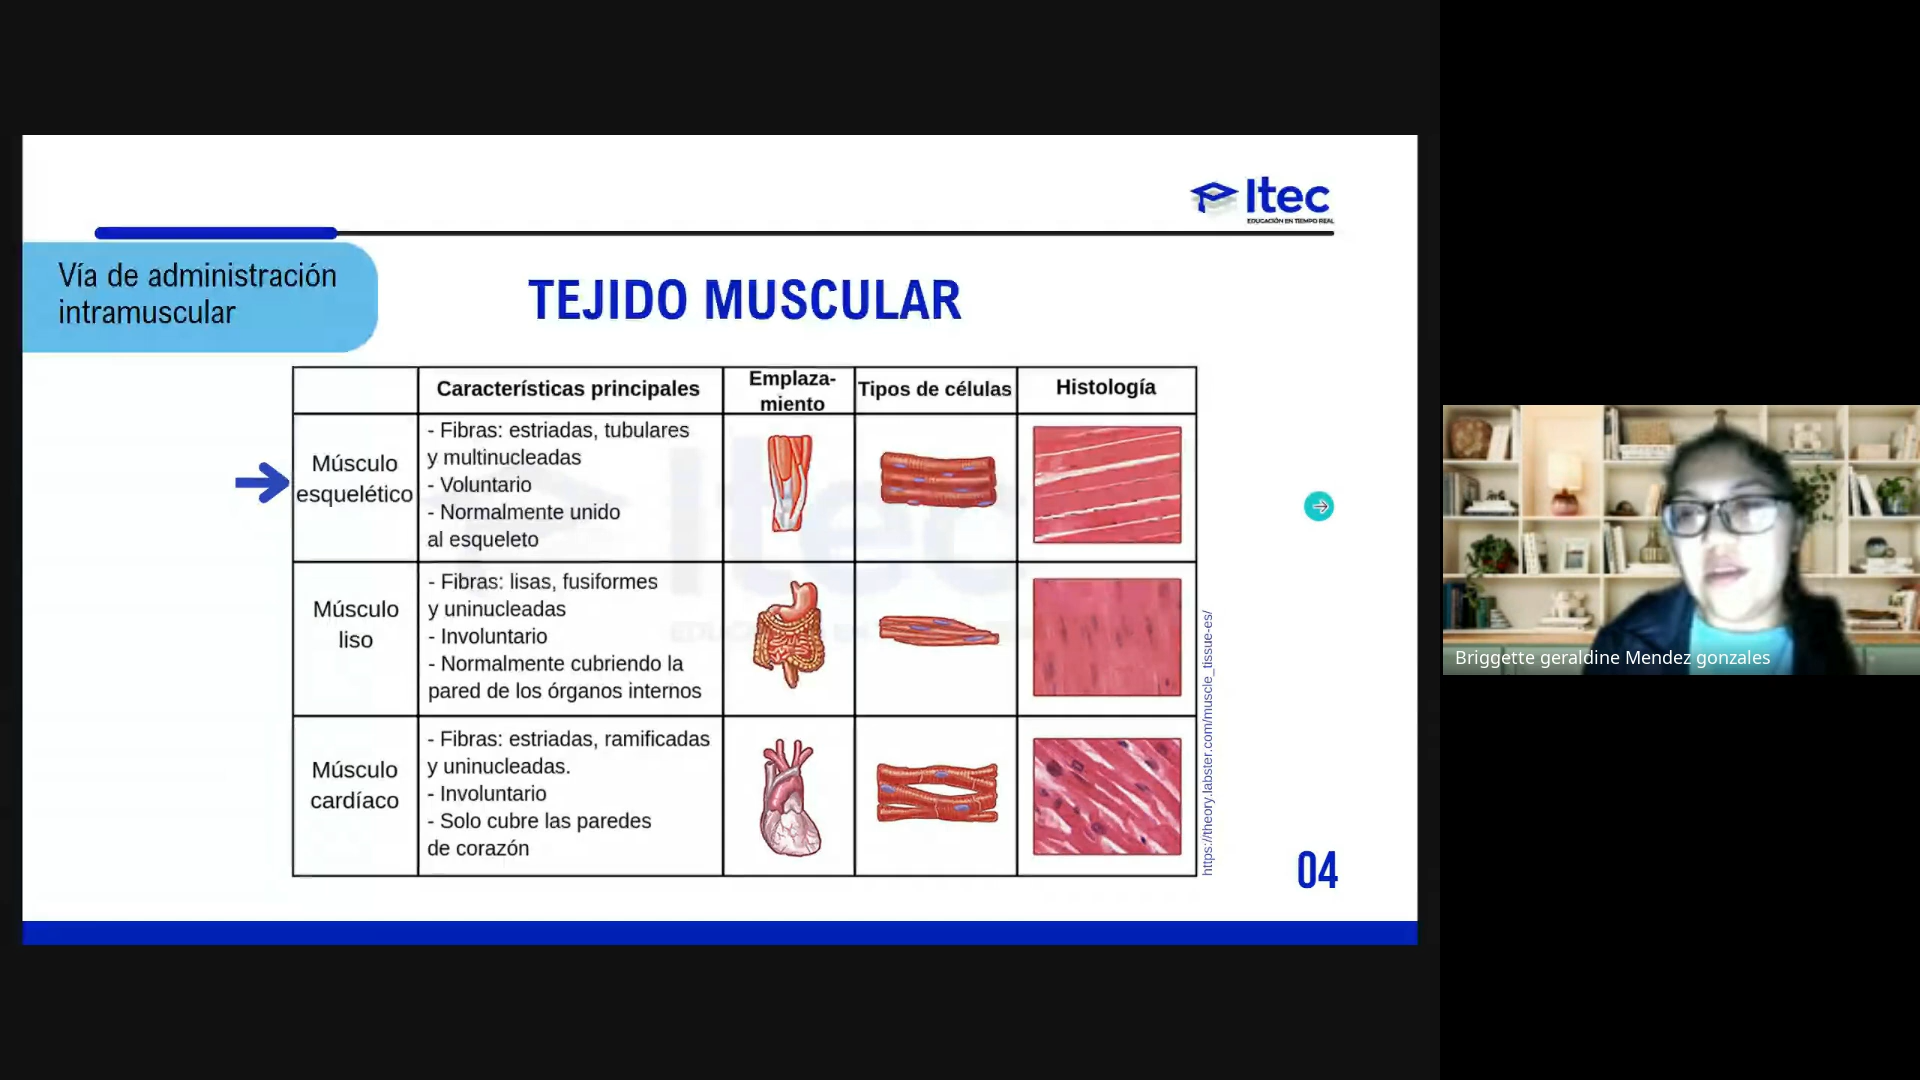 Itec
EDUCACIÓN EN TIEMPO REAL
Vía de administración
intramuscular
TEJIDO MUSCULAR
Características principales
Emplaza-
miento
Tipos de células
Histología
Músculo
esquelético
- Fibras: estriadas, tubulares
y multinucleadas
- Voluntario
- Normalmente unido
al esqueleto
Músculo
liso
- Fibras: lisas, fusiformes
y uninucleadas
- Involuntario
- Normalmente cubriendo la
pared de los órganos internos
Músculo
cardíaco
- Fibras: estriadas, ramificadas
y uninucleadas.
- Involuntario
- Solo cubre las paredes
de corazón
https://theory.labster.com/muscle_tissue-es/
04
Briggette geraldine Mendez gonzales